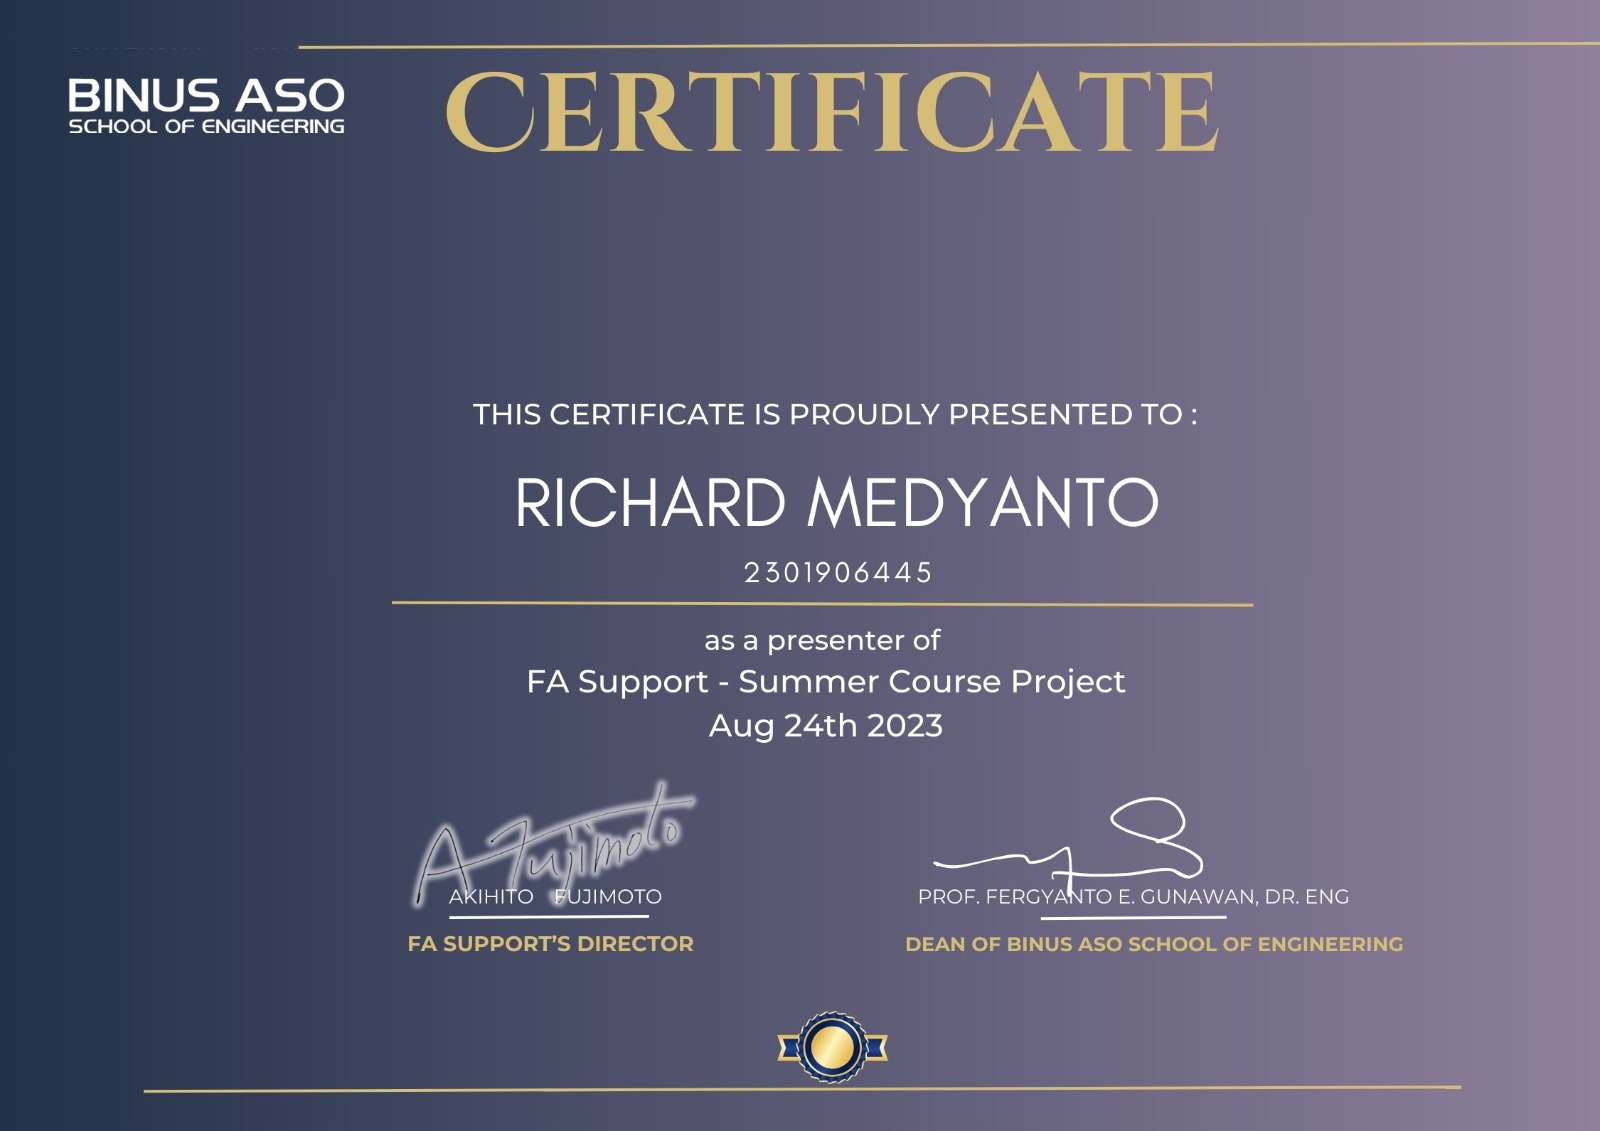 BINUS ASO
SCHOOL OF ENGINEERING
CERTIFICATE
THIS CERTIFICATE IS PROUDLY PRESENTED TO :
RICHARD MEDYANTO
2301906445
as a presenter of
FA Support - Summer Course Project
Aug 24th 2023
A Fujimoto
AKIHITO FUJIMOTO
PROF. FERGYANTO E. GUNAWAN, DR. ENG
FA SUPPORT’S DIRECTOR
DEAN OF BINUS ASO SCHOOL OF ENGINEERING